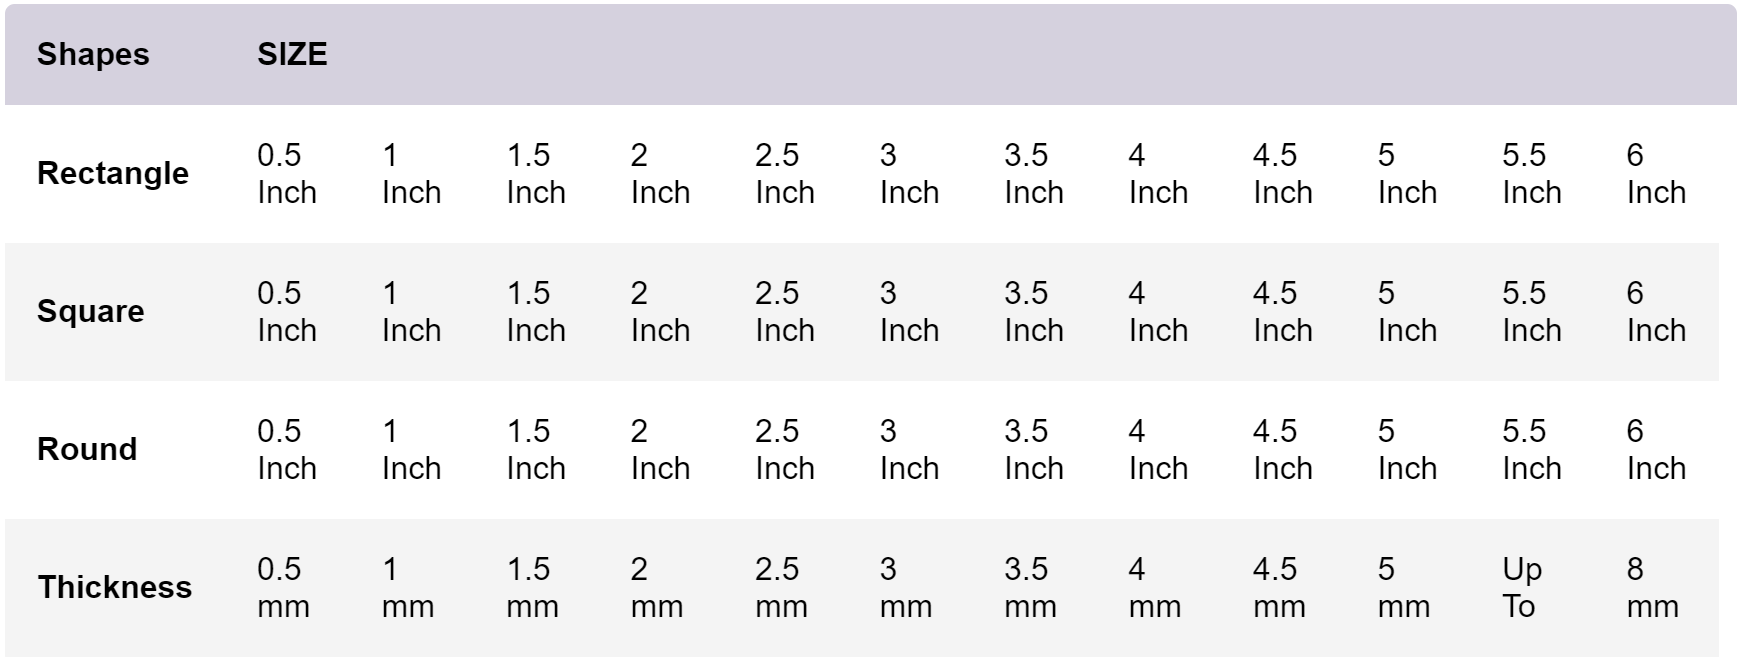 Shapes SIZE
Rectangle 0.5 Inch 1 Inch 1.5 Inch 2 Inch 2.5 Inch 3 Inch 3.5 Inch 4 Inch 4.5 Inch 5 Inch 5.5 Inch 6 Inch
Square 0.5 Inch 1 Inch 1.5 Inch 2 Inch 2.5 Inch 3 Inch 3.5 Inch 4 Inch 4.5 Inch 5 Inch 5.5 Inch 6 Inch
Round 0.5 Inch 1 Inch 1.5 Inch 2 Inch 2.5 Inch 3 Inch 3.5 Inch 4 Inch 4.5 Inch 5 Inch 5.5 Inch 6 Inch
Thickness 0.5 mm 1 mm 1.5 mm 2 mm 2.5 mm 3 mm 3.5 mm 4 mm 4.5 mm 5 mm Up To 8 mm